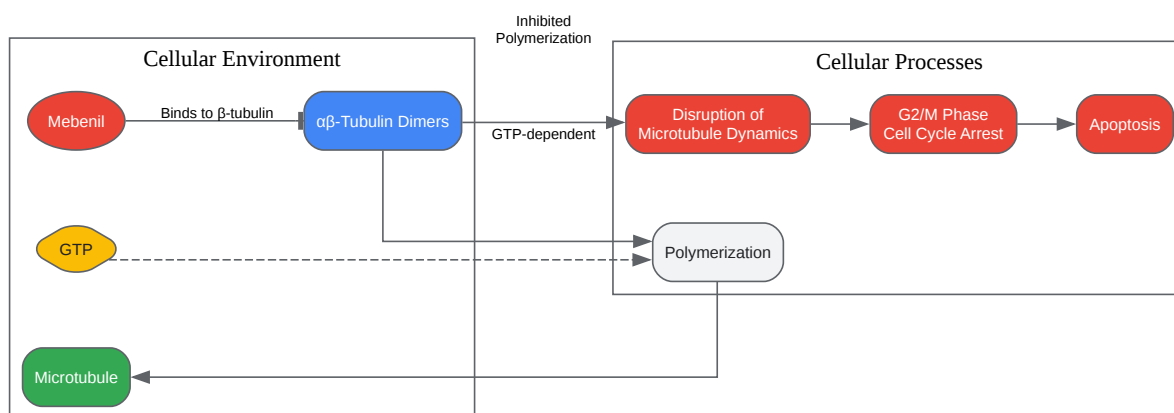 Inhibited
Polymerization
Cellular Environment
Cellular Processes
Mebenil
Binds to β-tubulin
αβ-Tubulin Dimers
GTP-dependent
Disruption of
Microtubule Dynamics
G2/M Phase
Cell Cycle Arrest
Apoptosis
GTP
Polymerization
Microtubule